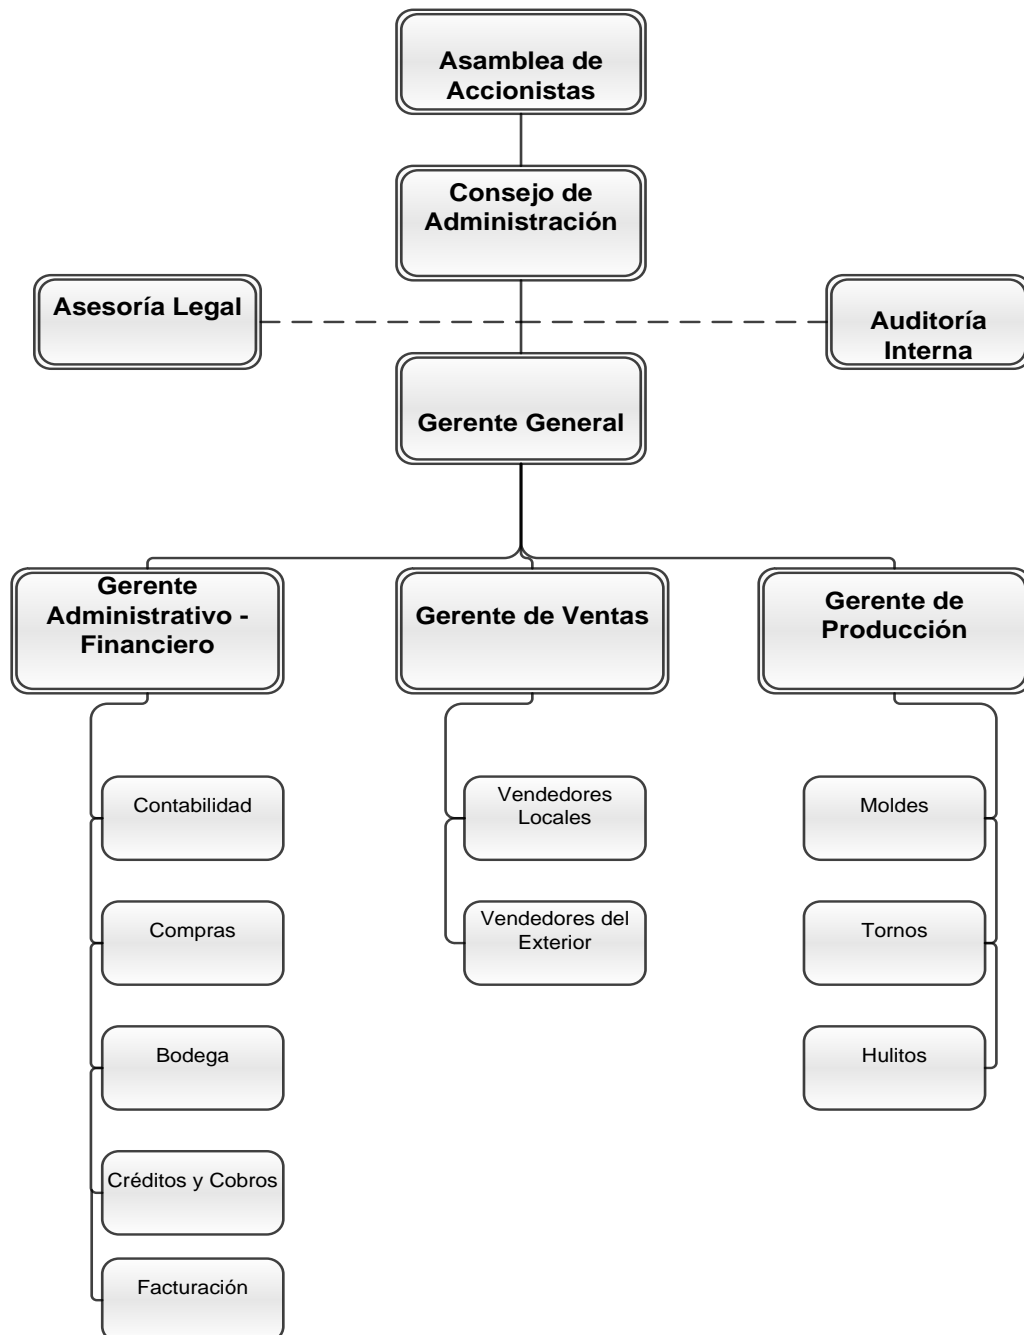 Asamblea de
Accionistas
Consejo de
Administración
Asesoría Legal
Auditoría
Interna
Gerente General
Gerente
Administrativo -
Financiero
Gerente de Ventas
Gerente de
Producción
Contabilidad
Compras
Bodega
Créditos y Cobros
Facturación
Vendedores
Locales
Vendedores del
Exterior
Moldes
Tornos
Hulitos